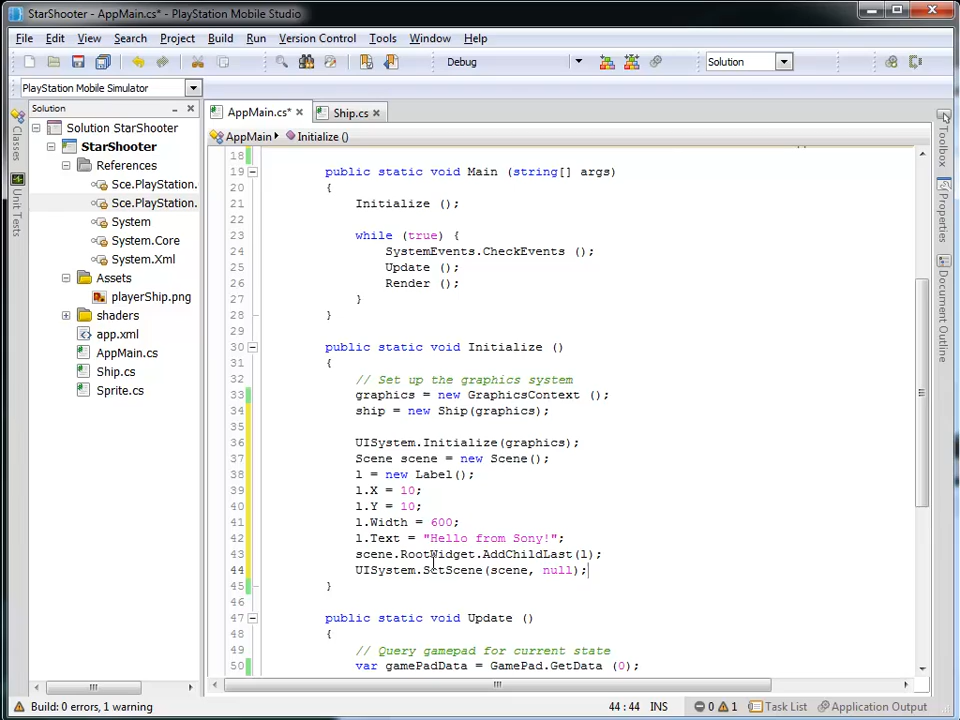 StarShooter - AppMain.cs* - PlayStation Mobile Studio
File Edit View Search Project Build Run Version Control Tools Window Help
Debug Solution
PlayStation Mobile Simulator
Solution
AppMain.cs* Ship.cs
AppMain Initialize ()
Classes
Unit Tests
Solution StarShooter
StarShooter
References
Sce.PlayStation.
Sce.PlayStation.
System
System.Core
System.Xml
Assets
playerShip.png
shaders
app.xml
AppMain.cs
Ship.cs
Sprite.cs
18
19 public static void Main (string[] args)
20 {
21 Initialize ();
22
23 while (true) {
24 SystemEvents.CheckEvents ();
25 Update ();
26 Render ();
27 }
28 }
29
30 public static void Initialize ()
31 {
32 // Set up the graphics system
33 graphics = new GraphicsContext ();
34 ship = new Ship(graphics);
35
36 UISystem.Initialize(graphics);
37 Scene scene = new Scene();
38 l = new Label();
39 l.X = 10;
40 l.Y = 10;
41 l.Width = 600;
42 l.Text = "Hello from Sony!";
43 scene.RootWidget.AddChildLast(l);
44 UISystem.SetScene(scene, null);
45 }
46
47 public static void Update ()
48 {
49 // Query gamepad for current state
50 var gamePadData = GamePad.GetData (0);
Toolbox
Properties
Document Outline
Build: 0 errors, 1 warning 44 : 44 INS 0 1 Task List Application Output